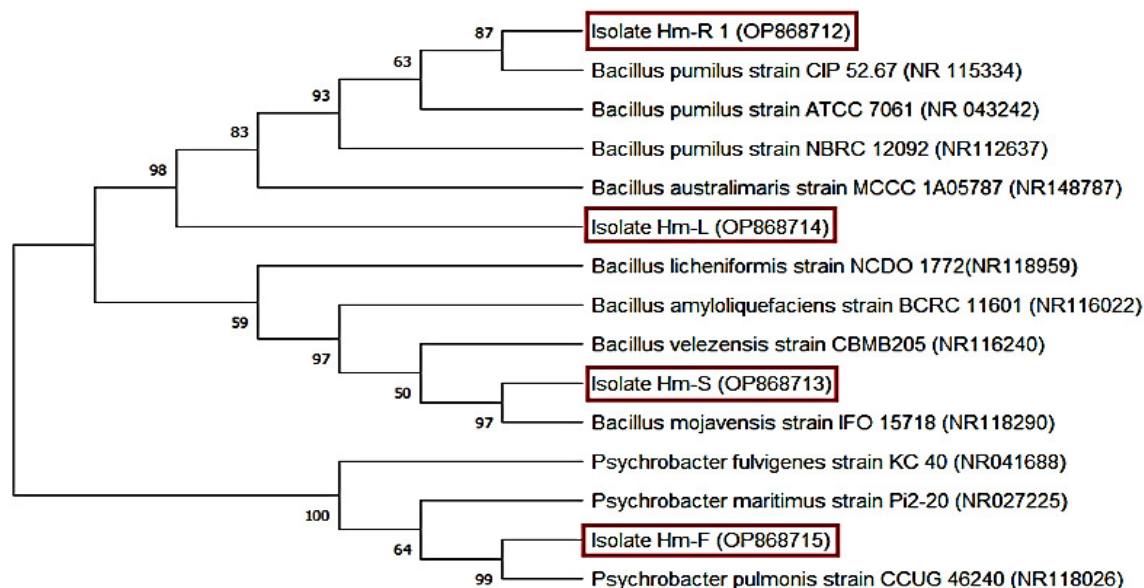 87
Isolate Hm-R 1 (OP868712)
63
Bacillus pumilus strain CIP 52.67 (NR 115334)
93
Bacillus pumilus strain ATCC 7061 (NR 043242)
83
Bacillus pumilus strain NBRC 12092 (NR112637)
98
Bacillus australimaris strain MCCC 1A05787 (NR148787)
Isolate Hm-L (OP868714)
Bacillus licheniformis strain NCDO 1772(NR118959)
59
Bacillus amyloliquefaciens strain BCRC 11601 (NR116022)
97
Bacillus velezensis strain CBMB205 (NR116240)
50
Isolate Hm-S (OP868713)
97
Bacillus mojavensis strain IFO 15718 (NR118290)
Psychrobacter fulvigenes strain KC 40 (NR041688)
100
Psychrobacter maritimus strain Pi2-20 (NR027225)
64
Isolate Hm-F (OP868715)
99
Psychrobacter pulmonis strain CCUG 46240 (NR118026)